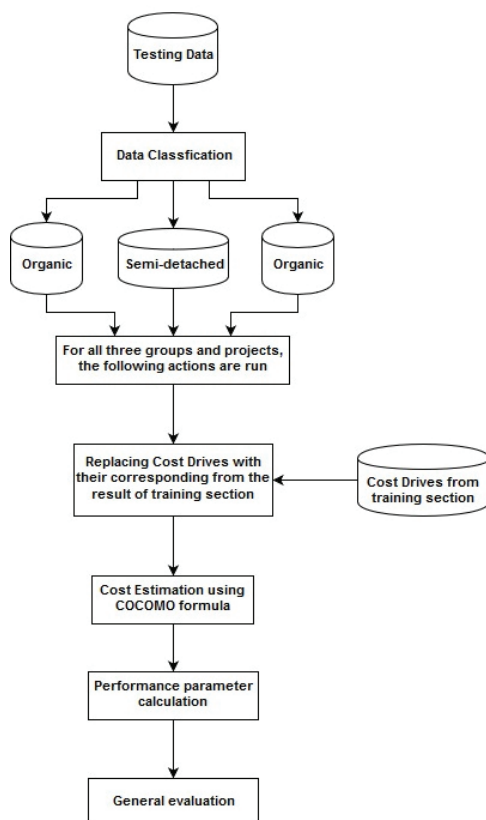 Testing Data
Data Classfication
Organic
Semi-detached
Organic
For all three groups and projects,
the following actions are run
Replacing Cost Drives with
their corresponding from the
result of training section
Cost Drives from
training section
Cost Estimation using
COCOMO formula
Performance parameter
calculation
General evaluation